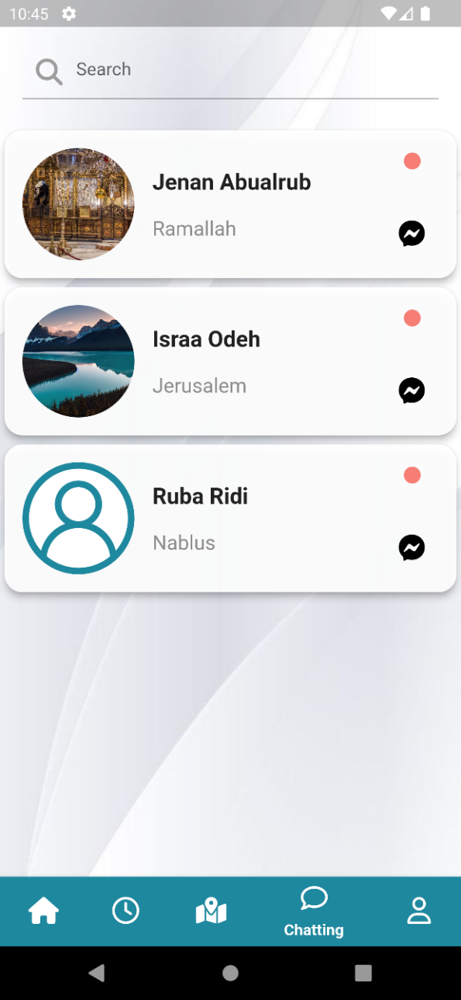 10:45
Search
Jenan Abualrub
Ramallah
Israa Odeh
Jerusalem
Ruba Ridi
Nablus
Chatting